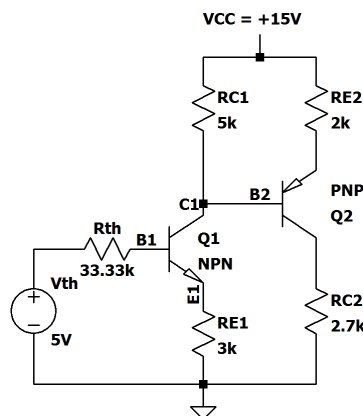 VCC = +15V
RC1
5k
RE2
2k
C1
B2
PNP
Q2
Rth
33.33k
B1
Q1
NPN
E1
Vth
5V
RE1
3k
RC2
2.7k